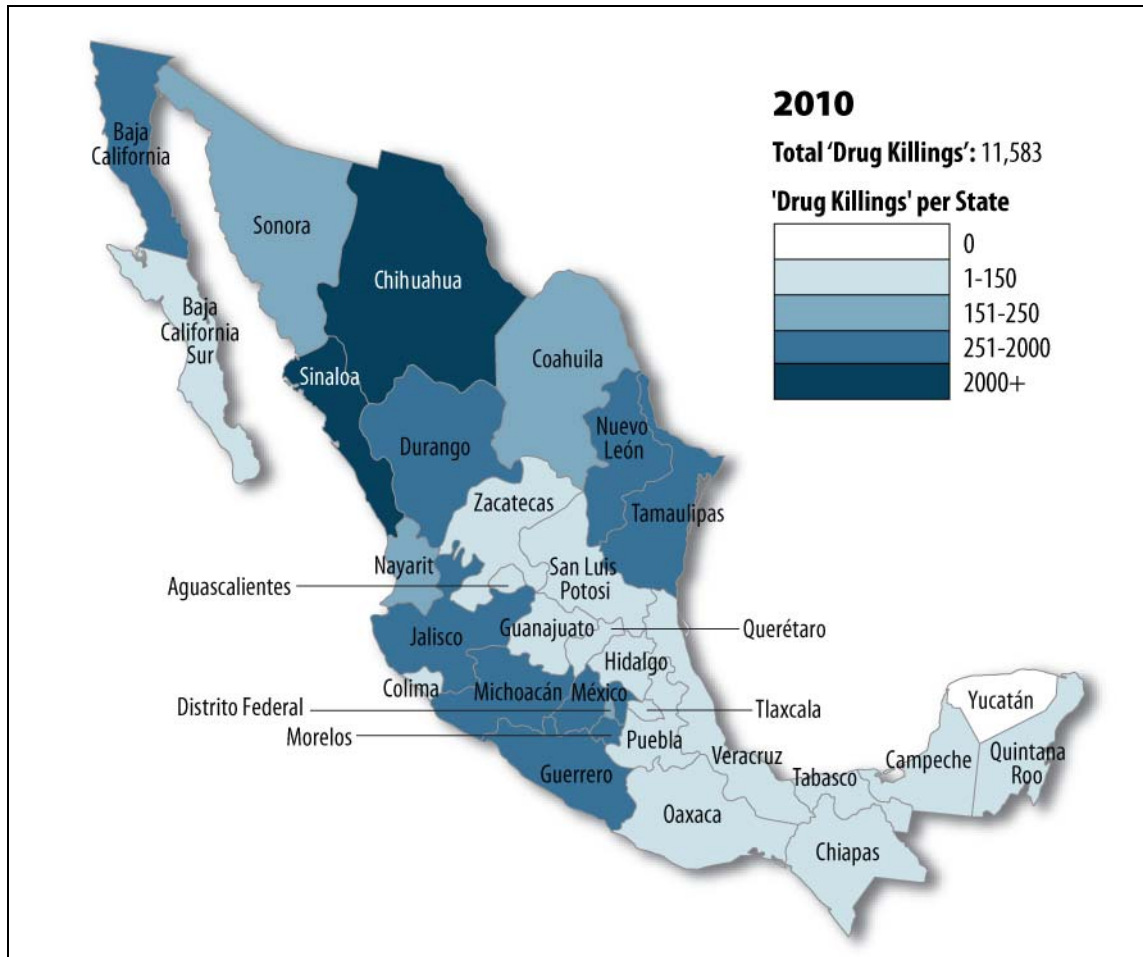 2010
Total ‘Drug Killings’: 11,583
'Drug Killings' per State
0
1-150
151-250
251-2000
2000+
Baja
California
Sonora
Chihuahua
Baja
California
Sur
Sinaloa
Coahuila
Durango
Nuevo
León
Zacatecas
Tamaulipas
Nayarit
San Luis
Potosi
Aguascalientes
Jalisco
Guanajuato
Querétaro
Hidalgo
Colima
Michoacán
México
Distrito Federal
Tlaxcala
Morelos
Puebla
Veracruz
Guerrero
Oaxaca
Yucatán
Campeche
Quintana
Roo
Tabasco
Chiapas